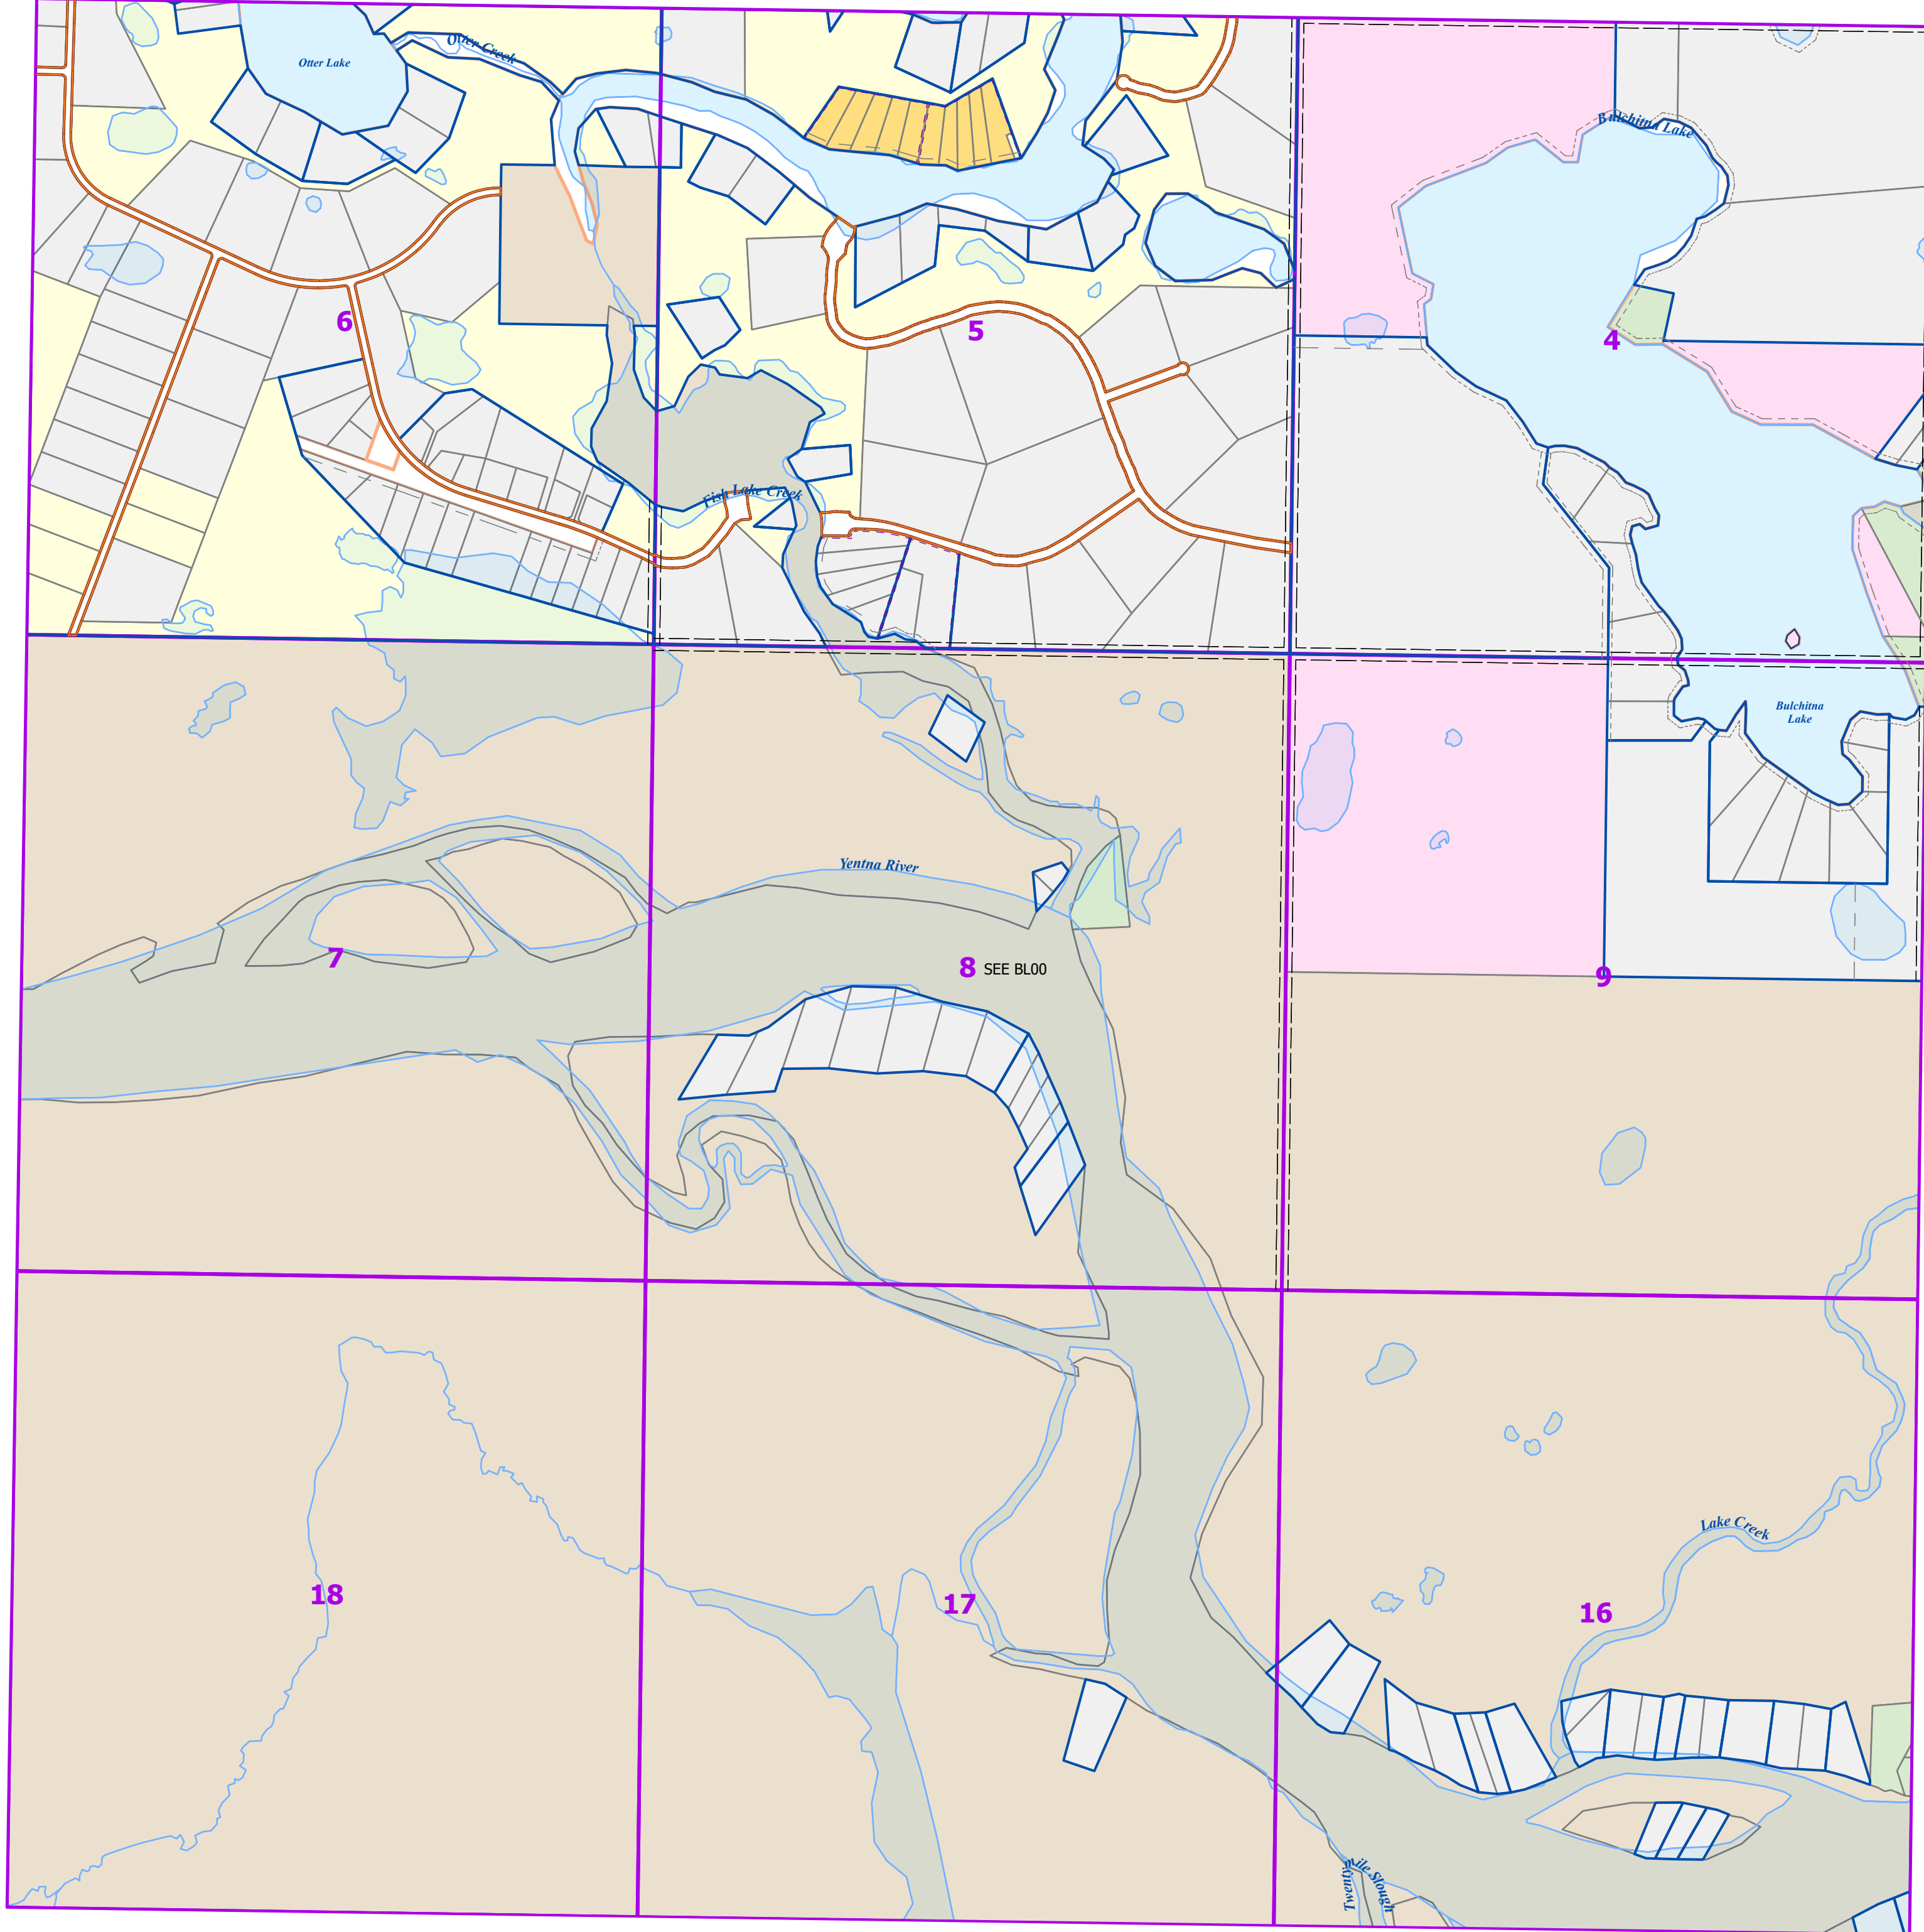 Otter Lake
Otter Creek
Bulchitna Lake
6
5
4
Fish Lake Creek
Bulchitna
Lake
Yentna River
7
8 SEE BL00
9
Lake Creek
18
17
16
Twenty
ile Slough